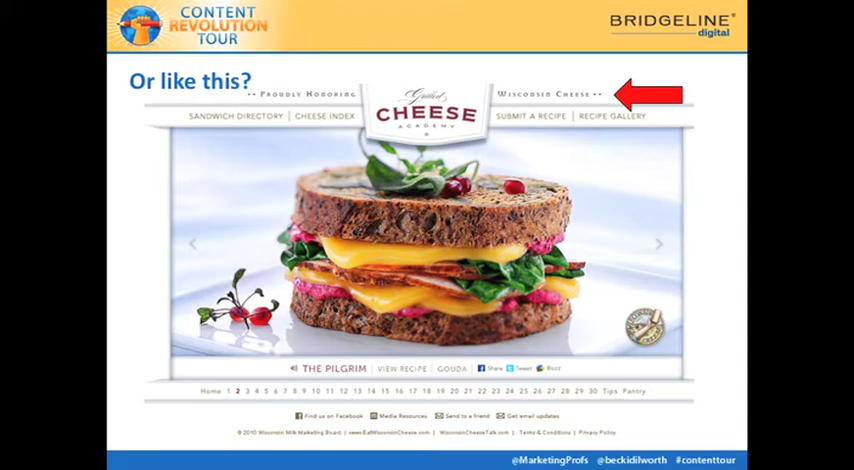 CONTENT
REVOLUTION
TOUR
BRIDGELINE®
digital
Or like this?
•• PROUDLY HONORING
Grilled
CHEESE
ACADEMY
WISCONSIN CHEESE ••
SANDWICH DIRECTORY | CHEESE INDEX
SUBMIT A RECIPE | RECIPE GALLERY
THE PILGRIM | VIEW RECIPE | GOUDA | Share Tweet Buzz
Home 1 2 3 4 5 6 7 8 9 10 11 12 13 14 15 16 17 18 19 20 21 22 23 24 25 26 27 28 29 30 Tips Pantry
Find us on Facebook Media Resources Send to a friend Get email updates
© 2010 Wisconsin Milk Marketing Board | www.EatWisconsinCheese.com | WisconsinCheeseTalk.com | Terms & Conditions | Privacy Policy
@MarketingProfs @beckidilworth #contenttour